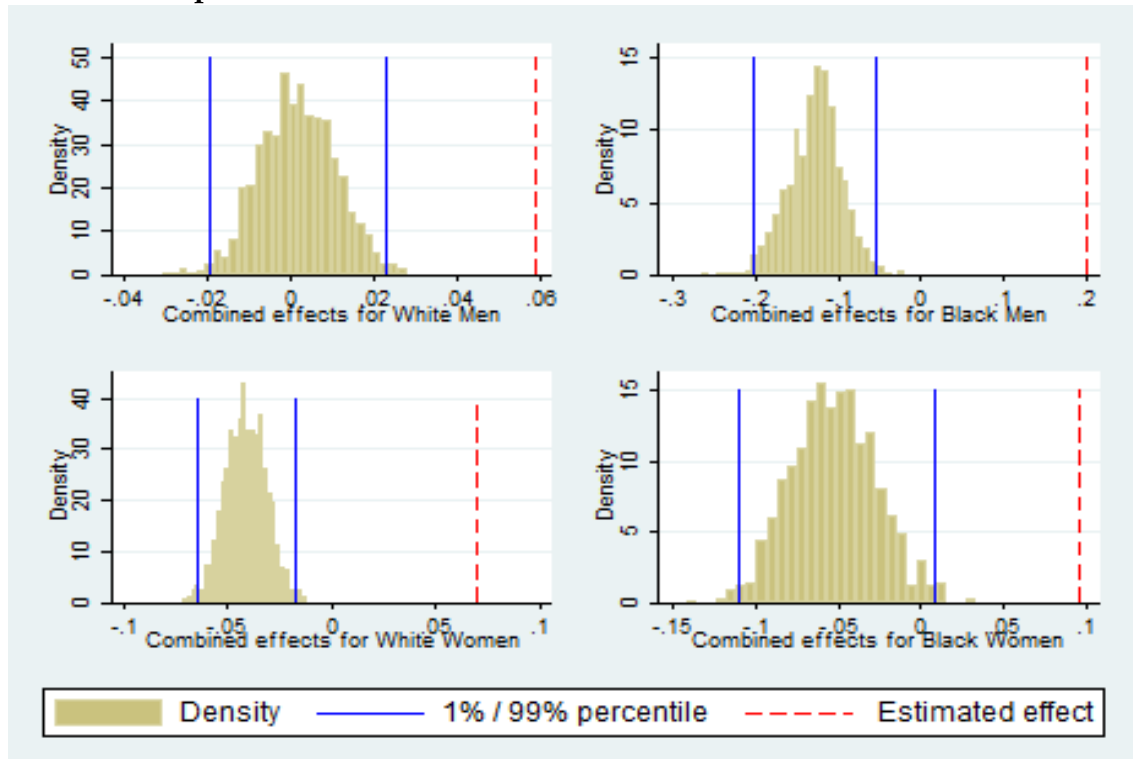 Density
50
40
30
20
10
0
-.04 -.02 0 .02 .04 .06
Combined effects for White Men
Density
15
10
5
0
-.3 -.2 -.1 0 .1 .2
Combined effects for Black Men
Density
40
30
20
10
0
-.1 -.05 0 .05 .1
Combined effects for White Women
Density
15
10
5
0
-.15 -.1 -.05 0 .05 .1
Combined effects for Black Women
Density 1% / 99% percentile Estimated effect